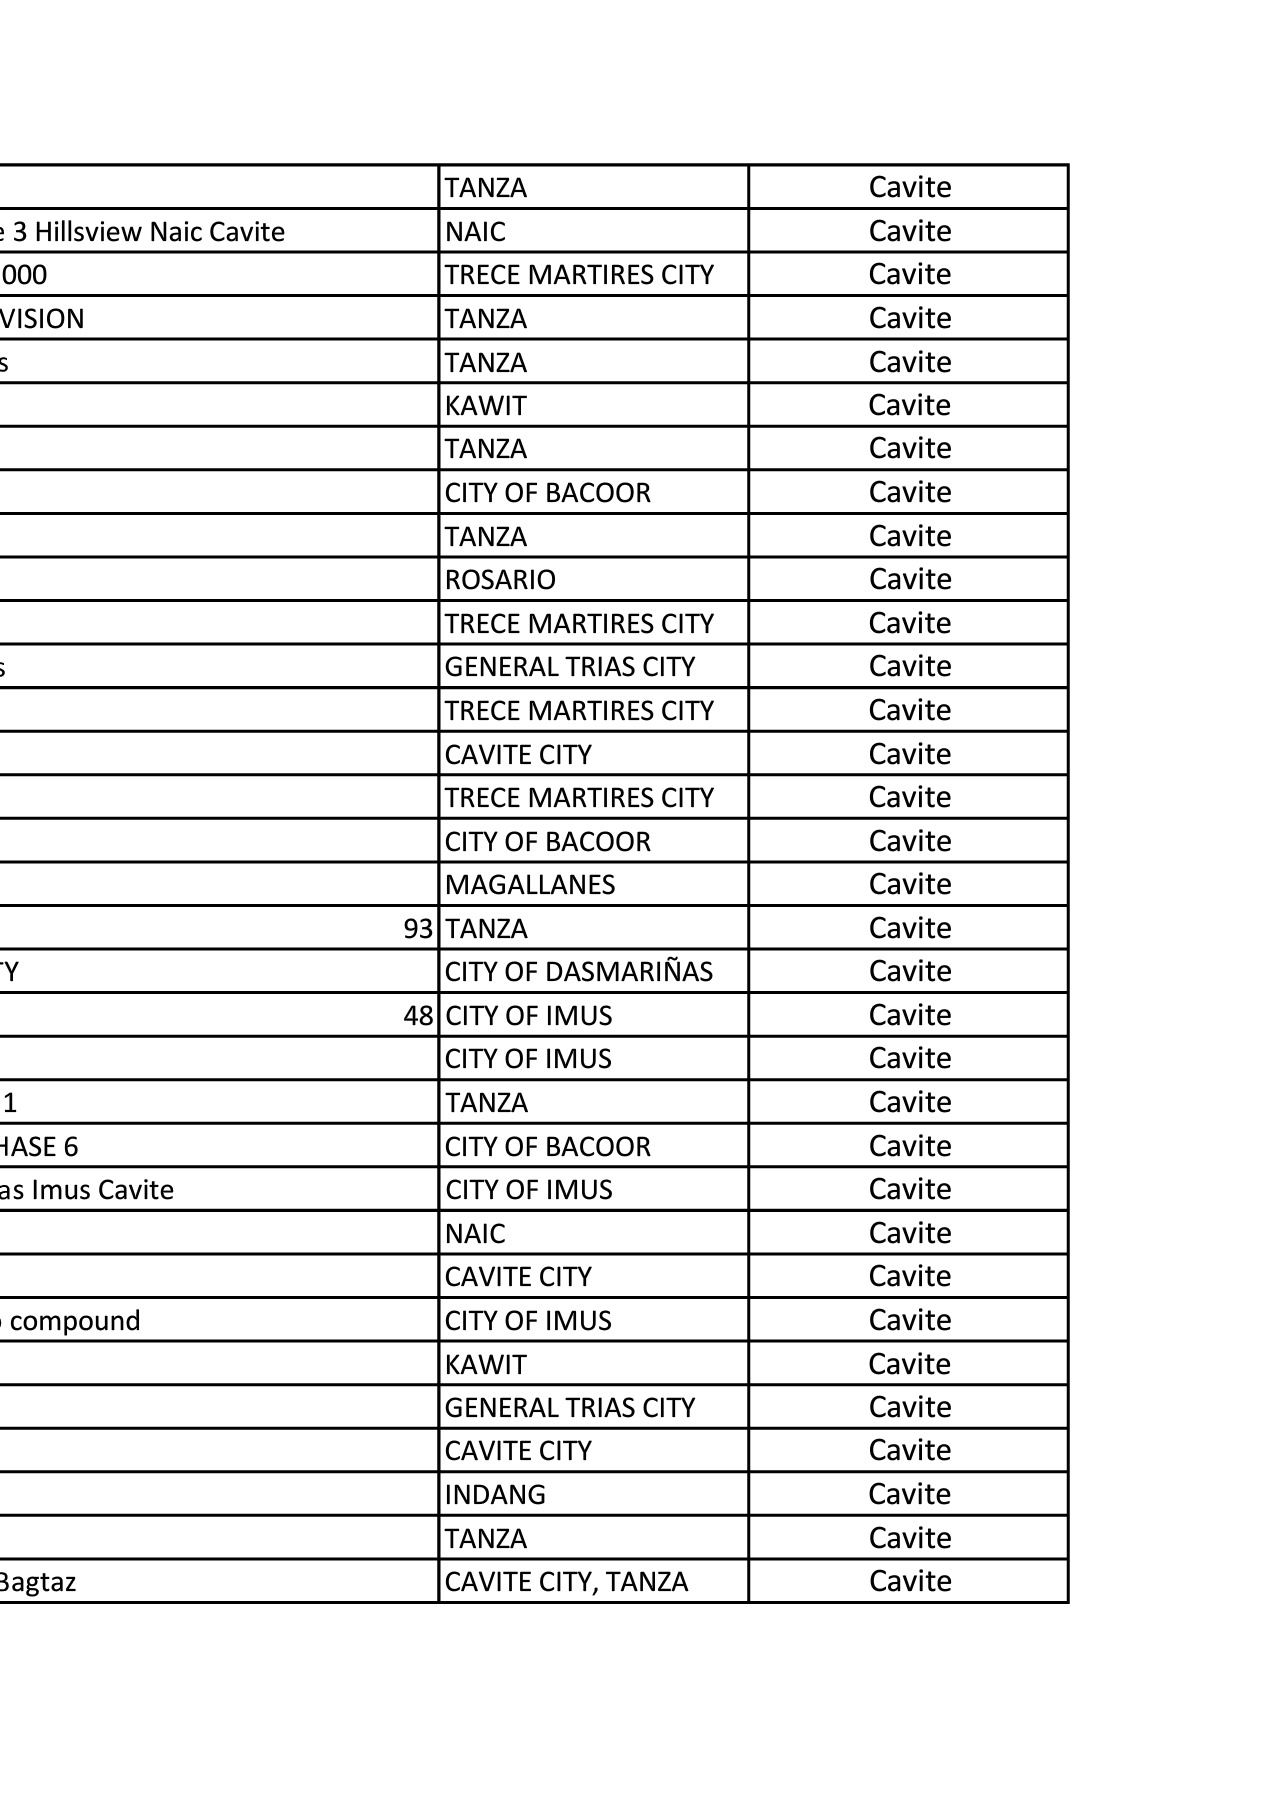 TANZA Cavite
e 3 Hillsview Naic Cavite NAIC Cavite
000 TRECE MARTIRES CITY Cavite
VISION TANZA Cavite
s TANZA Cavite
KAWIT Cavite
TANZA Cavite
CITY OF BACOOR Cavite
TANZA Cavite
ROSARIO Cavite
TRECE MARTIRES CITY Cavite
s GENERAL TRIAS CITY Cavite
TRECE MARTIRES CITY Cavite
CAVITE CITY Cavite
TRECE MARTIRES CITY Cavite
CITY OF BACOOR Cavite
MAGALLANES Cavite
93 TANZA Cavite
TY CITY OF DASMARIÑAS Cavite
48 CITY OF IMUS Cavite
CITY OF IMUS Cavite
1 TANZA Cavite
HASE 6 CITY OF BACOOR Cavite
as Imus Cavite CITY OF IMUS Cavite
NAIC Cavite
CAVITE CITY Cavite
compound CITY OF IMUS Cavite
KAWIT Cavite
GENERAL TRIAS CITY Cavite
CAVITE CITY Cavite
INDANG Cavite
TANZA Cavite
Bagtaz CAVITE CITY, TANZA Cavite